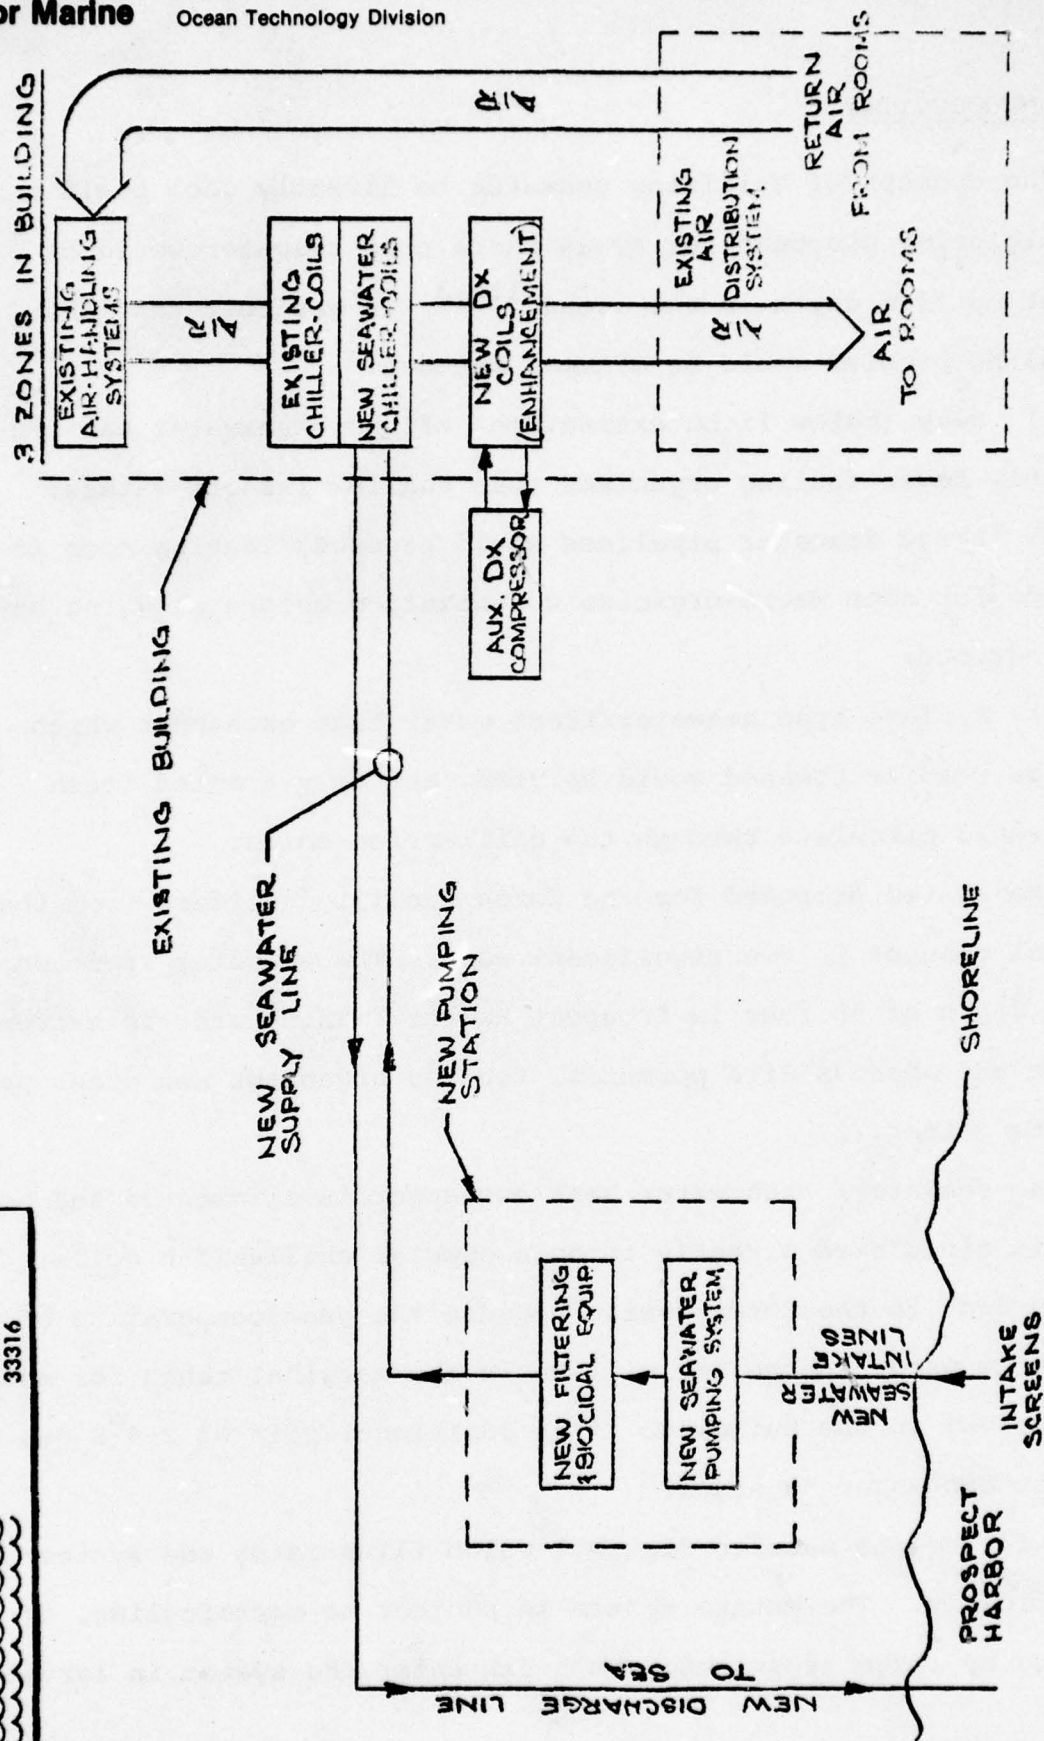 or Marine
Ocean Technology Division
33316
3 ZONES IN BUILDING
EXISTING
AIR-HANDLING
SYSTEMS
EXISTING
CHILLER-COILS
NEW SEAWATER
CHILLER-COILS
NEW DX
COILS
(ENHANCEMENT)
AUX. DX
COMPRESSOR
EXISTING
AIR
DISTRIBUTION
SYSTEM
RETURN
AIR
FROM ROOMS
AIR
TO ROOMS
EXISTING BUILDING
NEW SEAWATER
SUPPLY LINE
NEW PUMPING
STATION
NEW FILTERING
& BIOCIDAL EQUIP.
NEW SEAWATER
PUMPING SYSTEM
NEW
SEAWATER
INTAKE
LINES
SHORELINE
INTAKE
SCREENS
PROSPECT
HARBOR
NEW DISCHARGE LINE
TO SEA